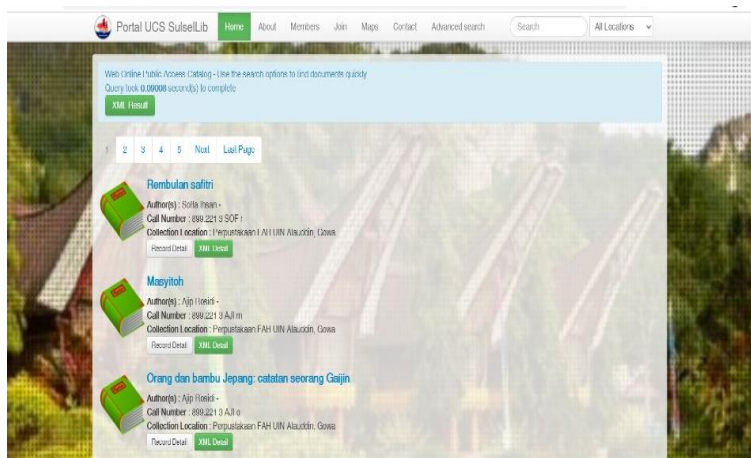 Portal UCS SulselLib Home About Members Join Maps Contact Advanced search Search All Locations
Web Online Public Access Catalog - Use the search options to find documents quickly
Query took 0.09006 second(s) to complete
XML Result
1 2 3 4 5 Next Last Page
Rembulan safitri
Author(s) : Sofia Ihsan -
Call Number : 899.221 3 SOF r
Collection Location : Perpustakaan FAH UIN Alauddin, Gowa
Record Detail XML Detail
Masyitoh
Author(s) : Ajip Rosidi -
Call Number : 899.221 3 AJI m
Collection Location : Perpustakaan FAH UIN Alauddin, Gowa
Record Detail XML Detail
Orang dan bambu Jepang: catatan seorang Gaijin
Author(s) : Ajip Rosidi -
Call Number : 899.221 3 AJI o
Collection Location : Perpustakaan FAH UIN Alauddin, Gowa
Record Detail XML Detail